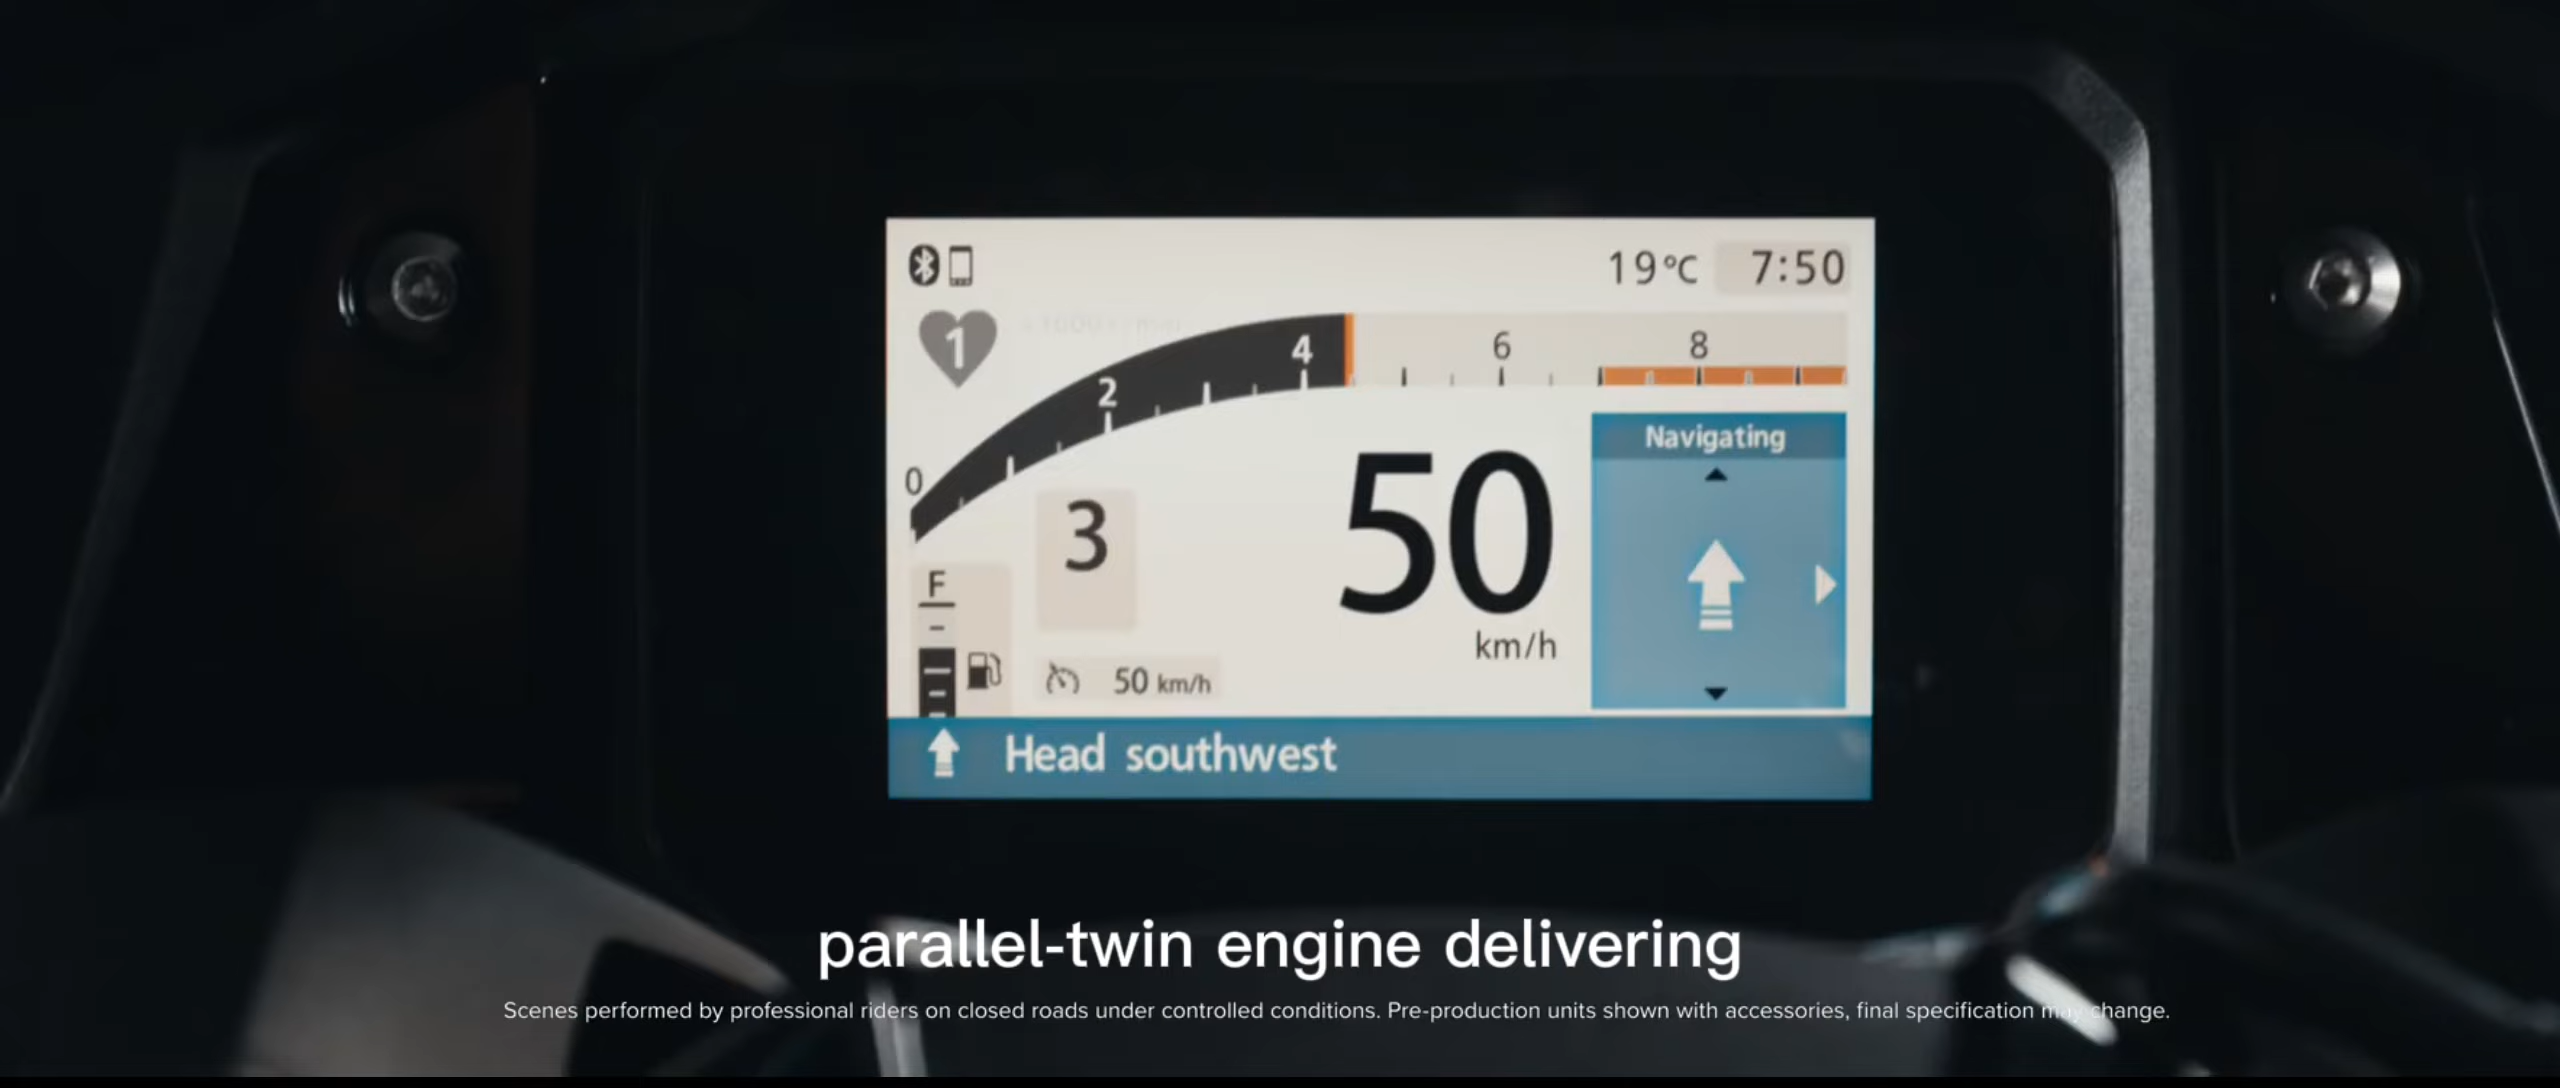 19°C 7:50
1
0 2 4 6 8
Navigating
3
50
km/h
F
50 km/h
Head southwest
parallel-twin engine delivering
Scenes performed by professional riders on closed roads under controlled conditions. Pre-production units shown with accessories, final specification may change.